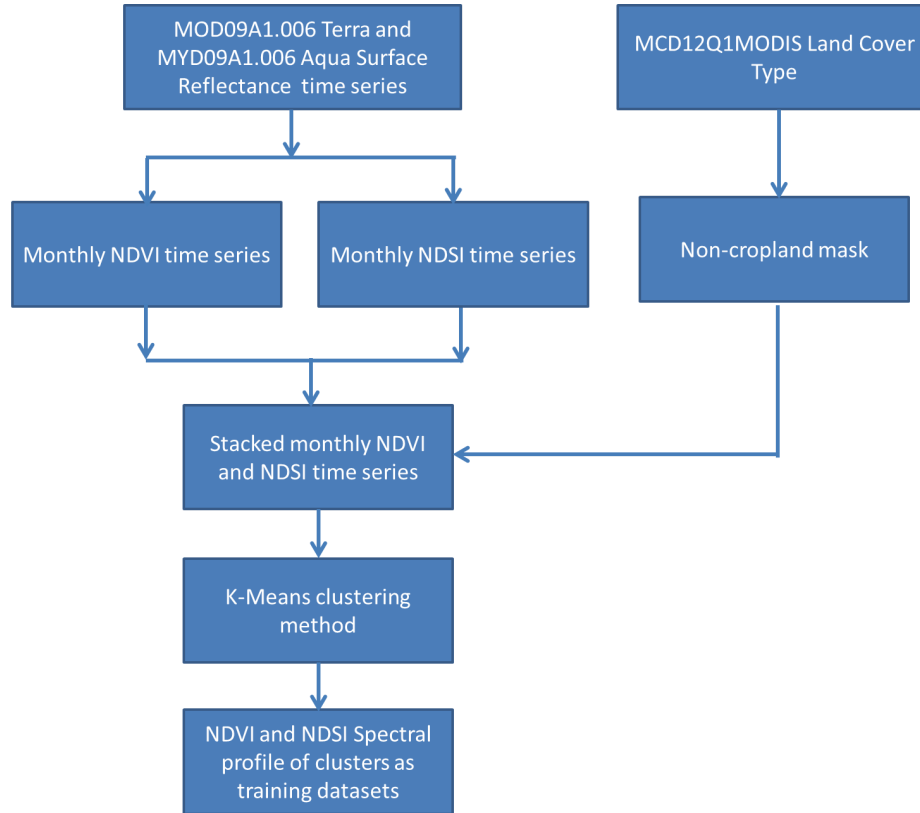 MOD09A1.006 Terra and
MYD09A1.006 Aqua Surface
Reflectance time series
MCD12Q1MODIS Land Cover
Type
Monthly NDVI time series
Monthly NDSI time series
Non-cropland mask
Stacked monthly NDVI
and NDSI time series
K-Means clustering
method
NDVI and NDSI Spectral
profile of clusters as
training datasets